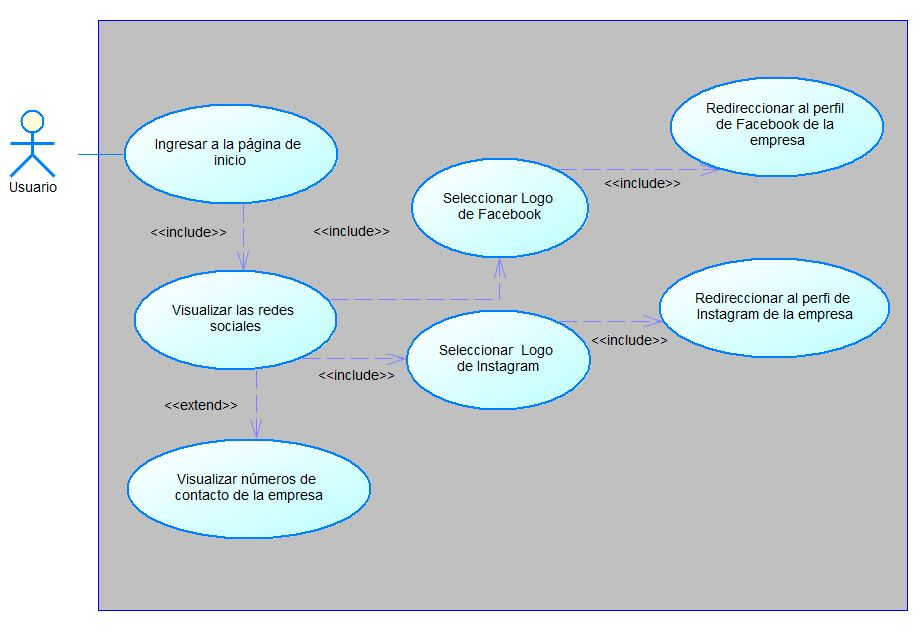 Usuario
Ingresar a la página de
inicio
<<include>>
Visualizar las redes
sociales
<<extend>>
Visualizar números de
contacto de la empresa
<<include>>
Seleccionar Logo
de Facebook
<<include>>
Redireccionar al perfil
de Facebook de la
empresa
<<include>>
Seleccionar Logo
de Instagram
<<include>>
Redireccionar al perfi de
Instagram de la empresa